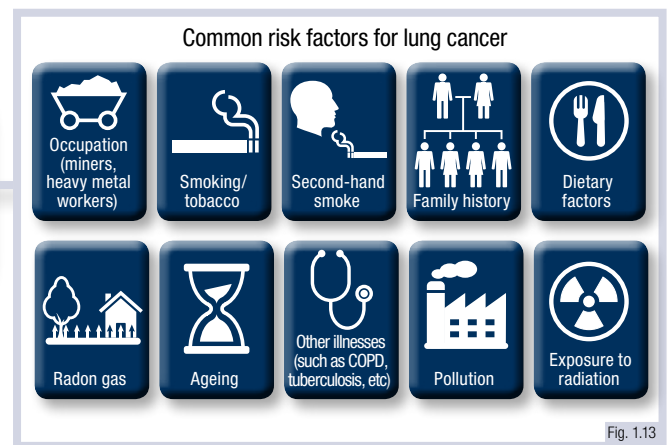 Common risk factors for lung cancer
Occupation
(miners,
heavy metal
workers)
Smoking/
tobacco
Second-hand
smoke
Family history
Dietary
factors
Radon gas
Ageing
Other illnesses
(such as COPD,
tuberculosis, etc)
Pollution
Exposure to
radiation
Fig. 1.13